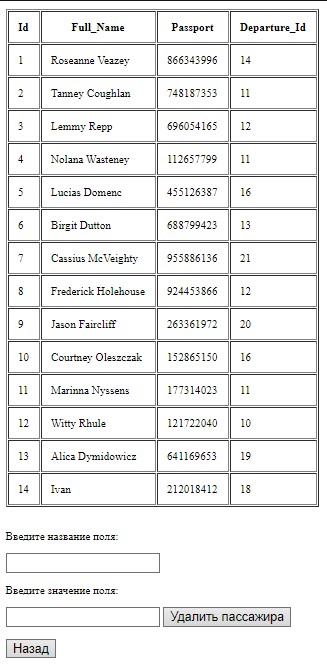 Id Full_Name Passport Departure_Id
1 Roseanne Veazey 866343996 14
2 Tanney Coughlan 748187353 11
3 Lemmy Repp 696054165 12
4 Nolana Wasteney 112657799 11
5 Lucias Domenc 455126387 16
6 Birgit Dutton 688799423 13
7 Cassius McVeighty 955886136 21
8 Frederick Holehouse 924453866 12
9 Jason Faircliff 263361972 20
10 Courtney Oleszczak 152865150 16
11 Marinna Nyssens 177314023 11
12 Witty Rhule 121722040 10
13 Alica Dymidowicz 641169653 19
14 Ivan 212018412 18
Введите название поля:
Введите значение поля:
Удалить пассажира
Назад